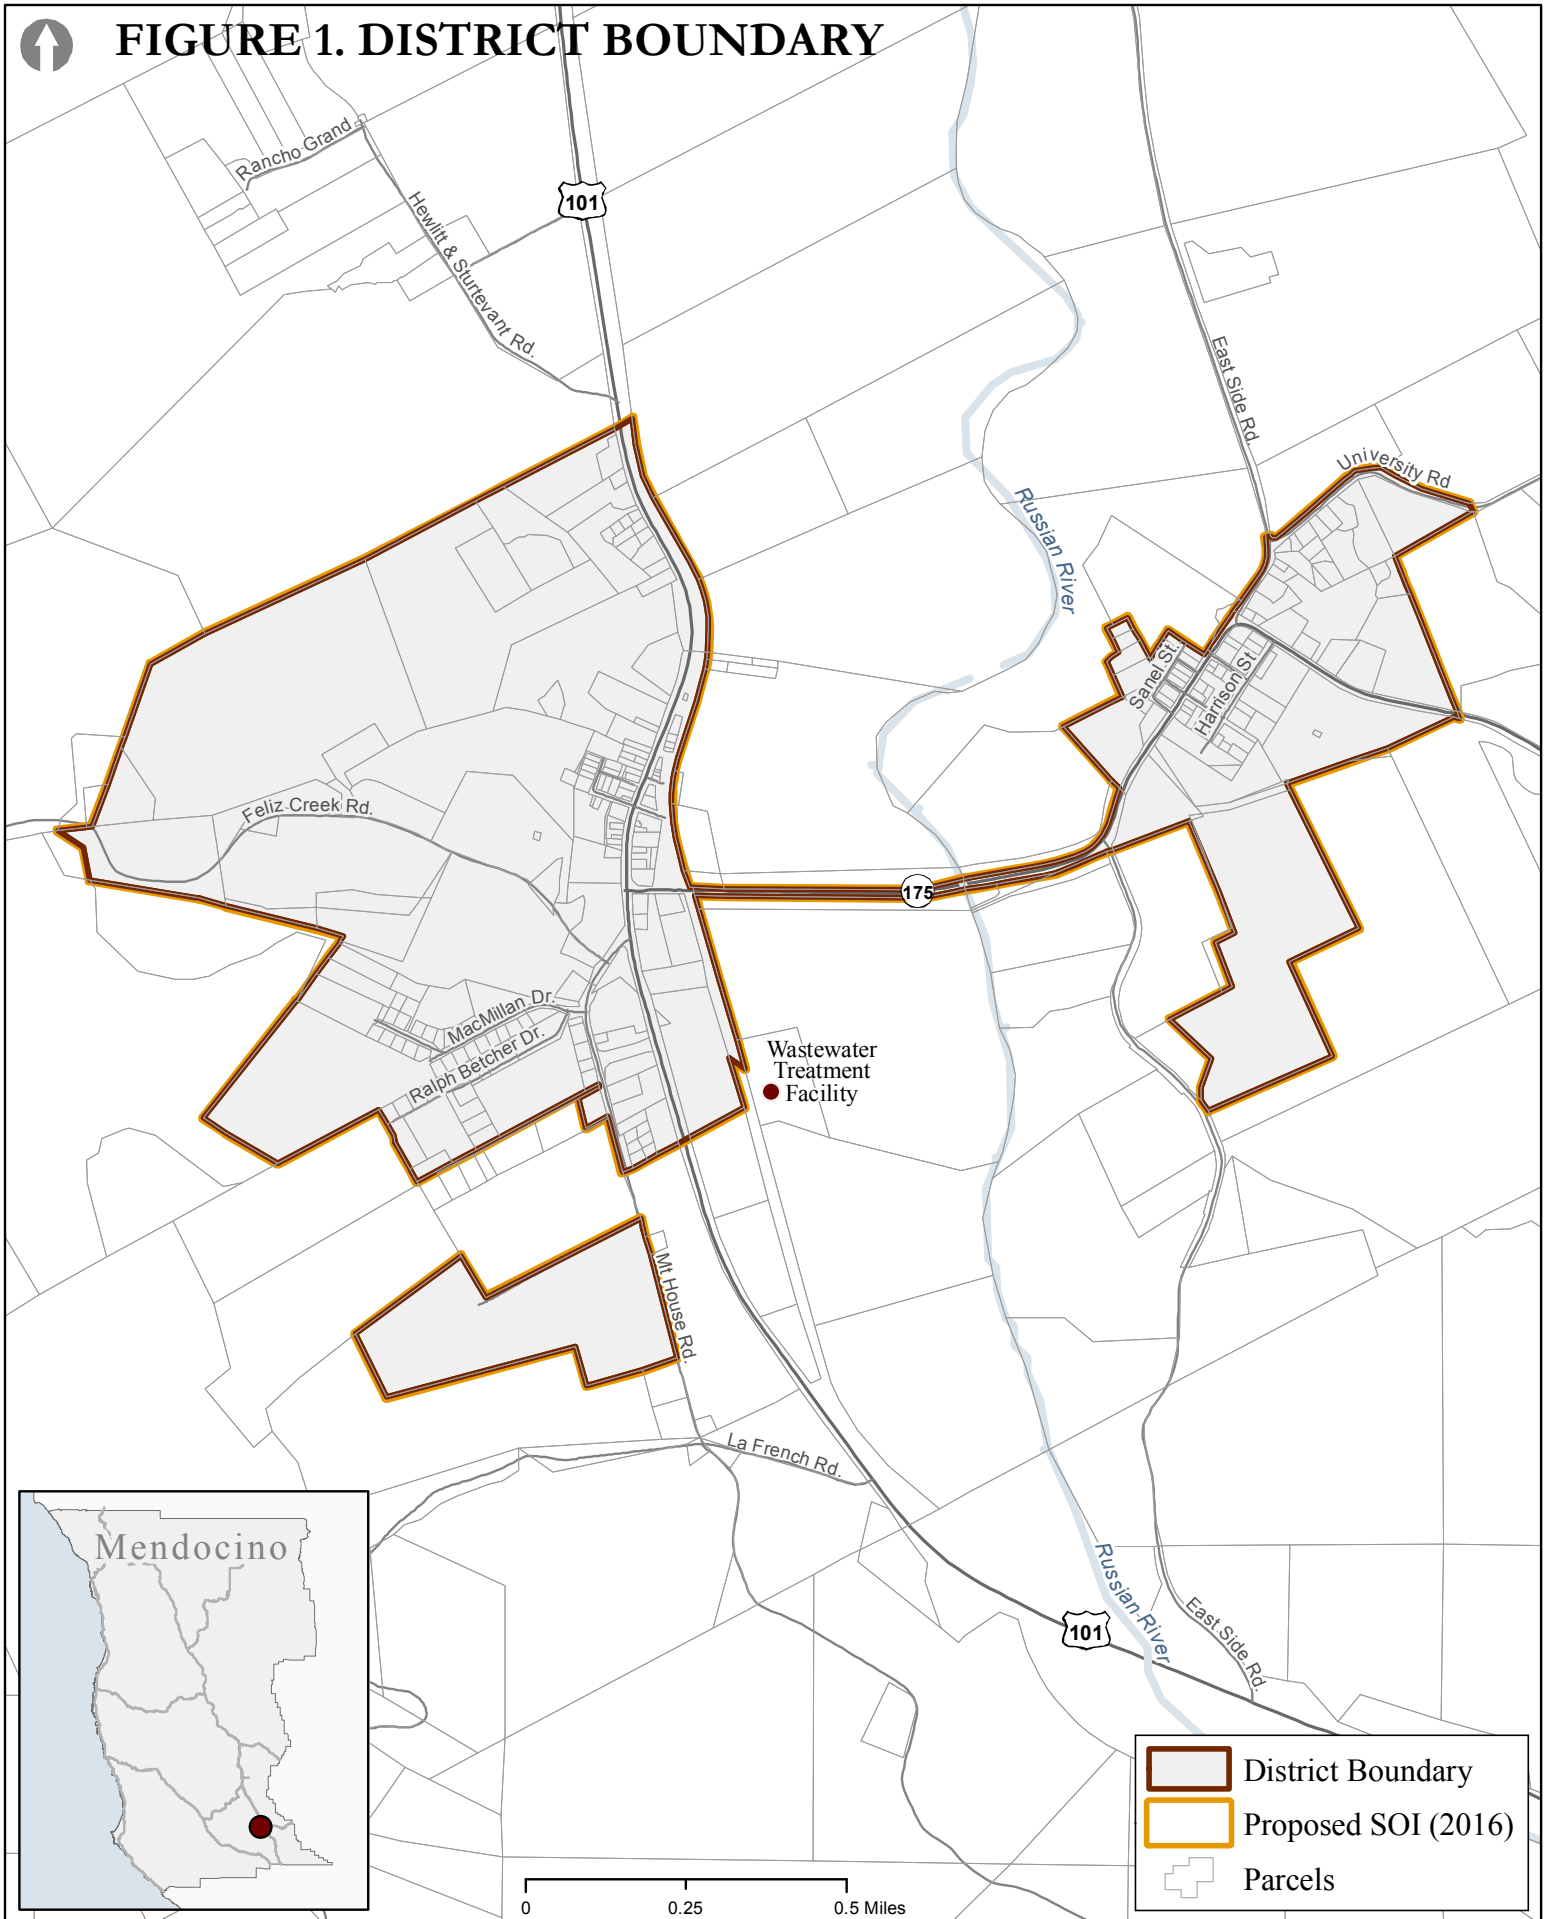 FIGURE 1. DISTRICT BOUNDARY
Rancho Grand
101
Hewlitt & Sturtevant Rd.
East Side Rd.
University Rd
Russian River
Sanel St.
Harrison St
Feliz Creek Rd.
175
MacMillan Dr.
Ralph Betcher Dr.
Wastewater
Treatment
Facility
Mt House Rd.
La French Rd.
Mendocino
Russian River
101
East Side Rd.
District Boundary
Proposed SOI (2016)
Parcels
0 0.25 0.5 Miles